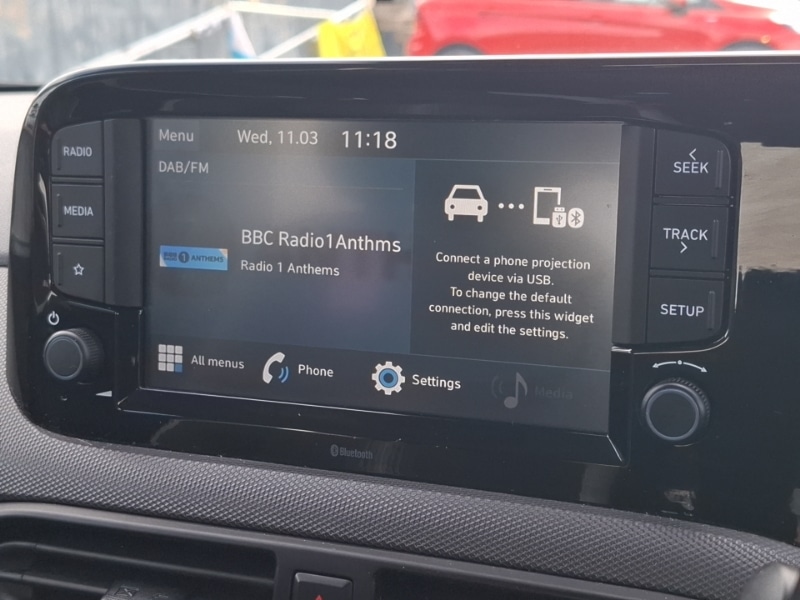 RADIO
MEDIA
Menu Wed, 11.03 11:18
DAB/FM
BBC Radio1Anthms
Radio 1 Anthems
1 ANTHEMS
Connect a phone projection
device via USB.
To change the default
connection, press this widget
and edit the settings.
All menus
Phone
Settings
Media
SEEK
TRACK
SETUP
Bluetooth